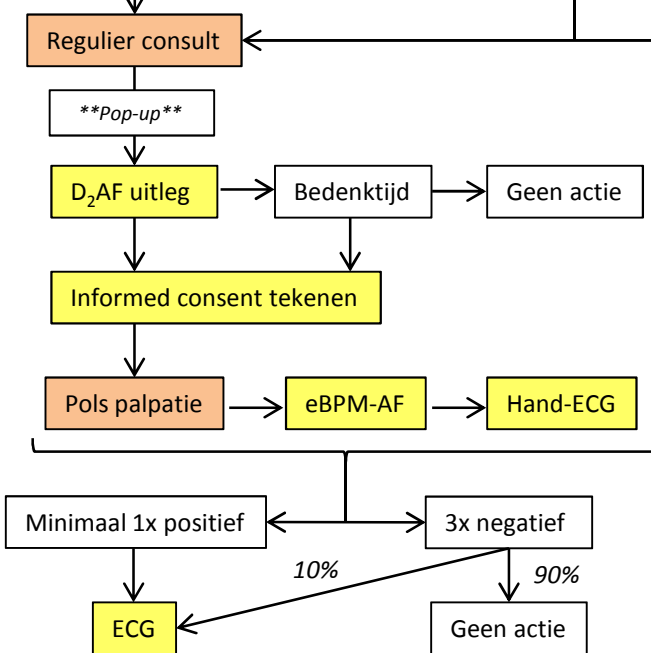 Regulier consult
**Pop-up**
D₂AF uitleg
Bedenktijd
Geen actie
Informed consent tekenen
Pols palpatie
eBPM-AF
Hand-ECG
Minimaal 1x positief
3x negatief
10%
90%
ECG
Geen actie